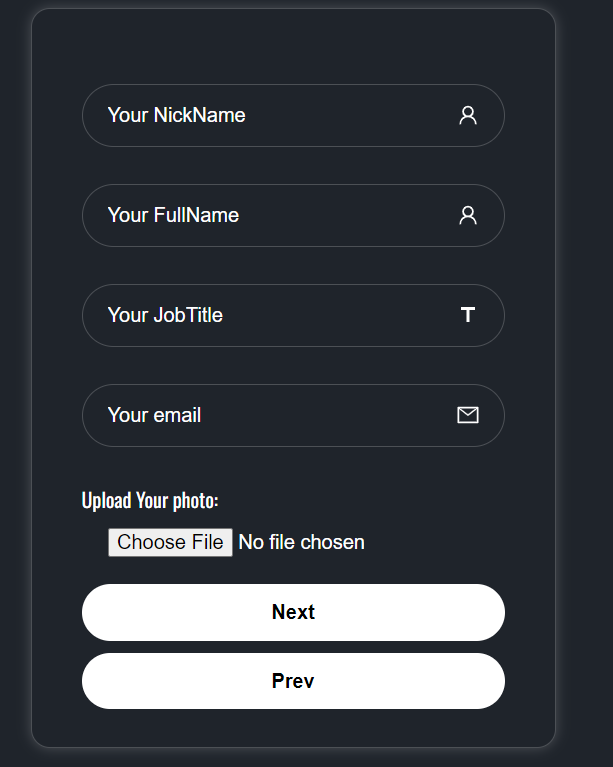 Your NickName
Your FullName
Your JobTitle
Your email
Upload Your photo:
Choose File No file chosen
Next
Prev